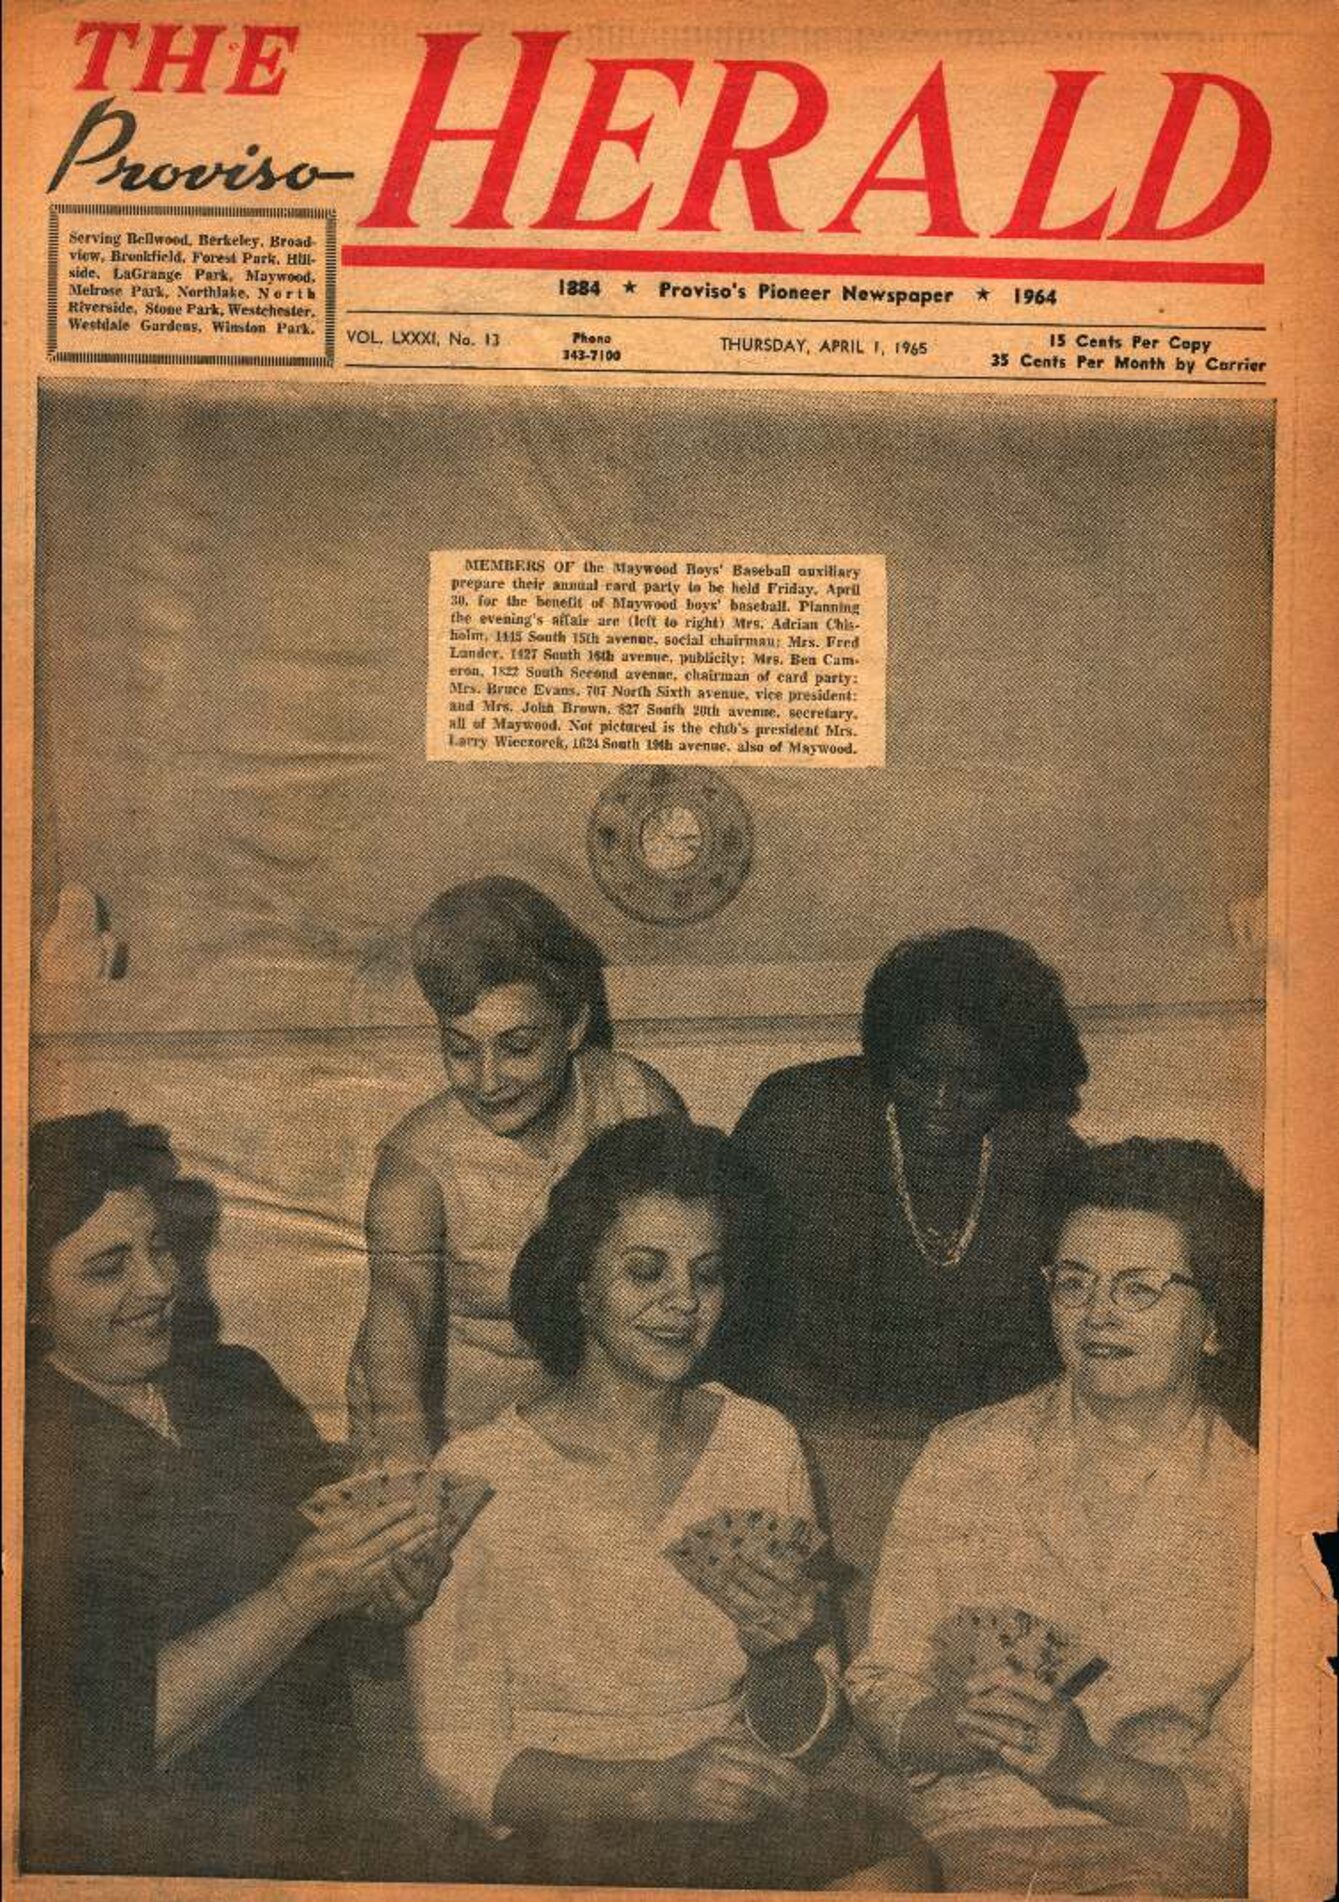 THE
Proviso
HERALD
Serving Bellwood, Berkeley, Broad-
view, Brookfield, Forest Park, Hill-
side, LaGrange Park, Maywood,
Melrose Park, Northlake, North
Riverside, Stone Park, Westchester,
Westdale Gardens, Winston Park.
1884 ★ Proviso's Pioneer Newspaper ★ 1964
VOL. LXXXI, No. 13
Phone
343-7100
THURSDAY, APRIL 1, 1965
15 Cents Per Copy
35 Cents Per Month by Carrier
MEMBERS OF the Maywood Boys' Baseball auxiliary
prepare their annual card party to be held Friday, April
30, for the benefit of Maywood boys' baseball. Planning
the evening's affair are (left to right) Mrs. Adrian Chis-
holm, 1445 South 15th avenue, social chairman; Mrs. Fred
Lander, 1427 South 16th avenue, publicity; Mrs. Ben Cam-
eron, 1822 South Second avenue, chairman of card party;
Mrs. Bruce Evans, 707 North Sixth avenue, vice president;
and Mrs. John Brown, 827 South 20th avenue, secretary,
all of Maywood. Not pictured is the club's president Mrs.
Larry Wieczorek, 1624 South 19th avenue, also of Maywood.